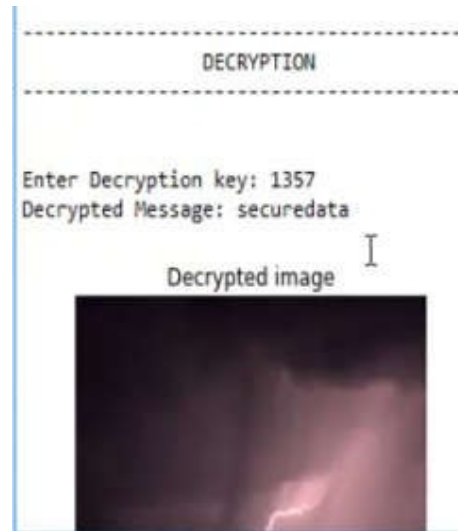 DECRYPTION
Enter Decryption key: 1357
Decrypted Message: securedata
Decrypted image